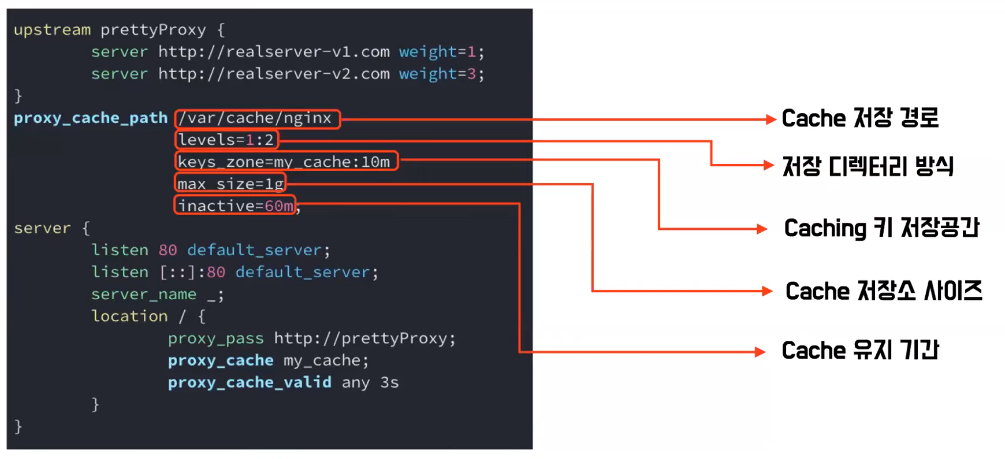 upstream prettyProxy {
server http://realserver-v1.com weight=1;
server http://realserver-v2.com weight=3;
}
proxy_cache_path /var/cache/nginx
levels=1:2
keys_zone=my_cache:10m
max_size=1g
inactive=60m;
server {
listen 80 default_server;
listen [::]:80 default_server;
server_name _;
location / {
proxy_pass http://prettyProxy;
proxy_cache my_cache;
proxy_cache_valid any 3s
}
}
Cache 저장 경로
저장 디렉터리 방식
Caching 키 저장공간
Cache 저장소 사이즈
Cache 유지 기간